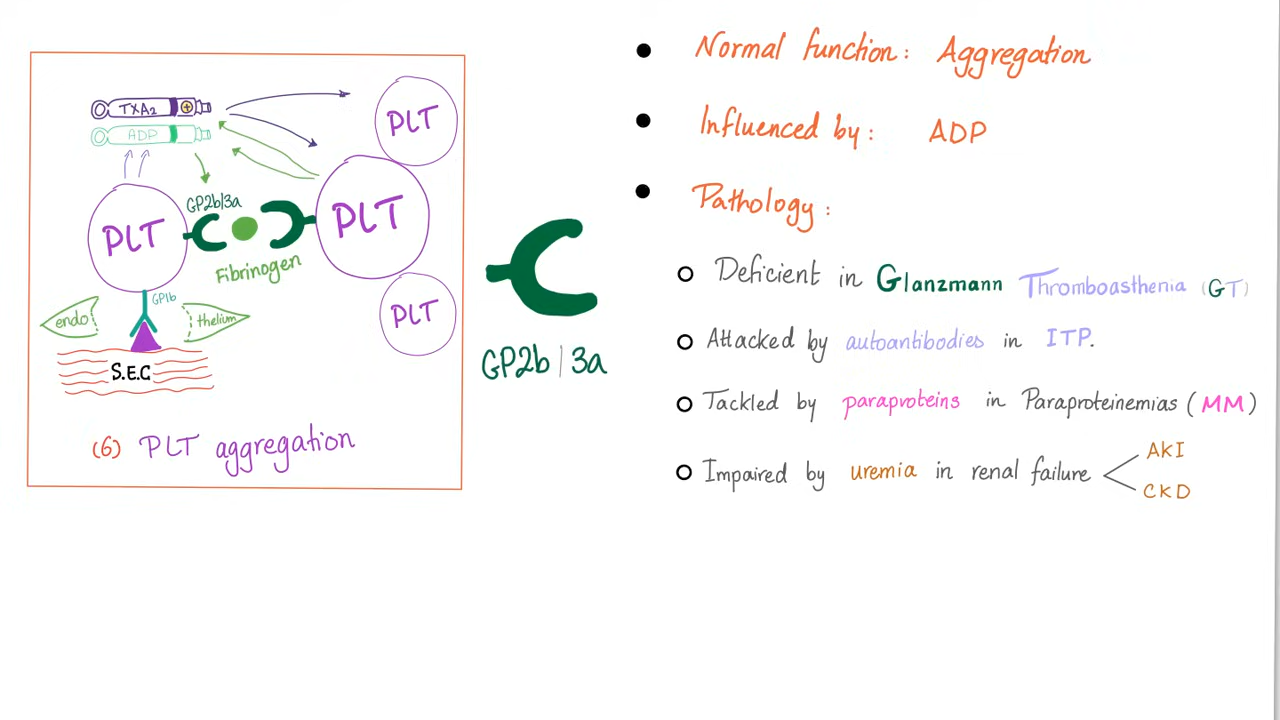 TXA2 +
ADP
PLT
GP2b/3a
PLT
PLT
Fibrinogen
GP1b
endo
thelium
PLT
S.E.C
(6) PLT aggregation
GP2b | 3a
Normal function: Aggregation
Influenced by: ADP
Pathology:
Deficient in Glanzmann Thromboasthenia (GT)
Attacked by autoantibodies in ITP.
Tackled by paraproteins in Paraproteinemias (MM)
Impaired by uremia in renal failure
AKI
CKD